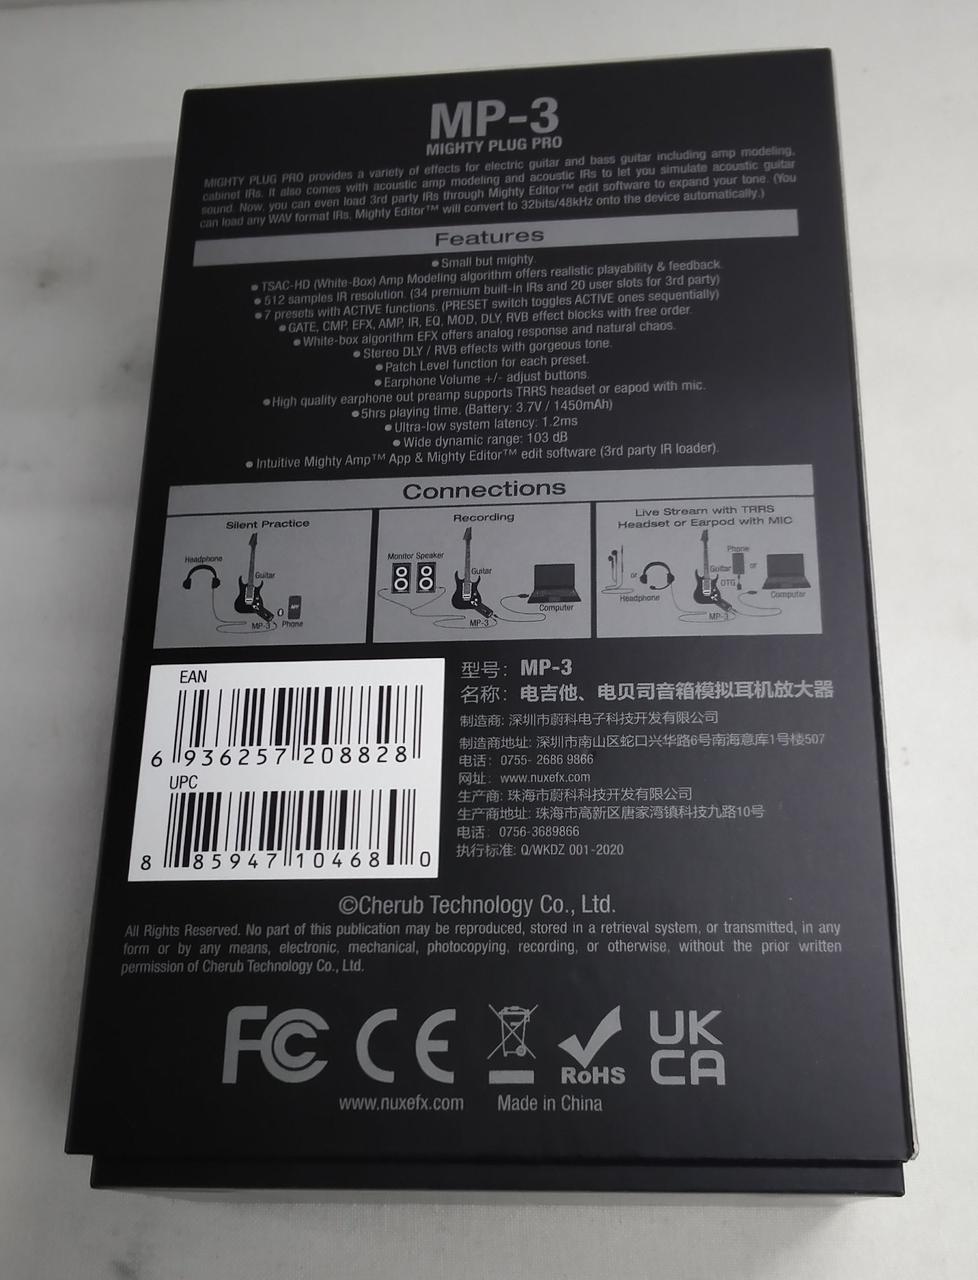 MP-3
MIGHTY PLUG PRO
MIGHTY PLUG PRO provides a variety of effects for electric guitar and bass guitar including amp modeling,
cabinet IRs. It also comes with acoustic amp modeling and acoustic IRs to let you simulate acoustic guitar
sound. Now, you can even load 3rd party IRs through Mighty Editor™ edit software to expand your tone. (You
can load any WAV format IRs, Mighty Editor™ will convert to 32bits/48kHz onto the device automatically.)
Features
● Small but mighty.
● TSAC-HD (White-Box) Amp Modeling algorithm offers realistic playability & feedback.
● 512 samples IR resolution. (34 premium built-in IRs and 20 user slots for 3rd party)
● 7 presets with ACTIVE functions. (PRESET switch toggles ACTIVE ones sequentially)
● GATE, CMP, EFX, AMP, IR, EQ, MOD, DLY, RVB effect blocks with free order.
● White-box algorithm EFX offers analog response and natural chaos.
● Stereo DLY / RVB effects with gorgeous tone.
● Patch Level function for each preset.
● Earphone Volume +/- adjust buttons.
● High quality earphone out preamp supports TRRS headset or eapod with mic.
● 5hrs playing time. (Battery: 3.7V / 1450mAh)
● Ultra-low system latency: 1.2ms
● Wide dynamic range: 103 dB
● Intuitive Mighty Amp™ App & Mighty Editor™ edit software (3rd party IR loader).
Connections
Silent Practice
Headphone
Guitar
MP-3
APP
Phone
Recording
Monitor Speaker
Guitar
MP-3
Computer
Live Stream with TRRS
Headset or Earpod with MIC
or
Headphone
Guitar
Phone
OTG
or
MP-3
Computer
EAN
6 936257 208828
UPC
8 85947 10468 0
型号: MP-3
名称: 电吉他、电贝司音箱模拟耳机放大器
制造商: 深圳市蔚科电子科技开发有限公司
制造商地址: 深圳市南山区蛇口兴华路6号南海意库1号楼507
电话: 0755- 2686 9866
网址: www.nuxefx.com
生产商: 珠海市蔚科科技开发有限公司
生产商地址: 珠海市高新区唐家湾镇科技九路10号
电话: 0756-3689866
执行标准: Q/WKDZ 001-2020
©Cherub Technology Co., Ltd.
All Rights Reserved. No part of this publication may be reproduced, stored in a retrieval system, or transmitted, in any
form or by any means, electronic, mechanical, photocopying, recording, or otherwise, without the prior written
permission of Cherub Technology Co., Ltd.
FC CE RoHS UK
CA
www.nuxefx.com Made in China